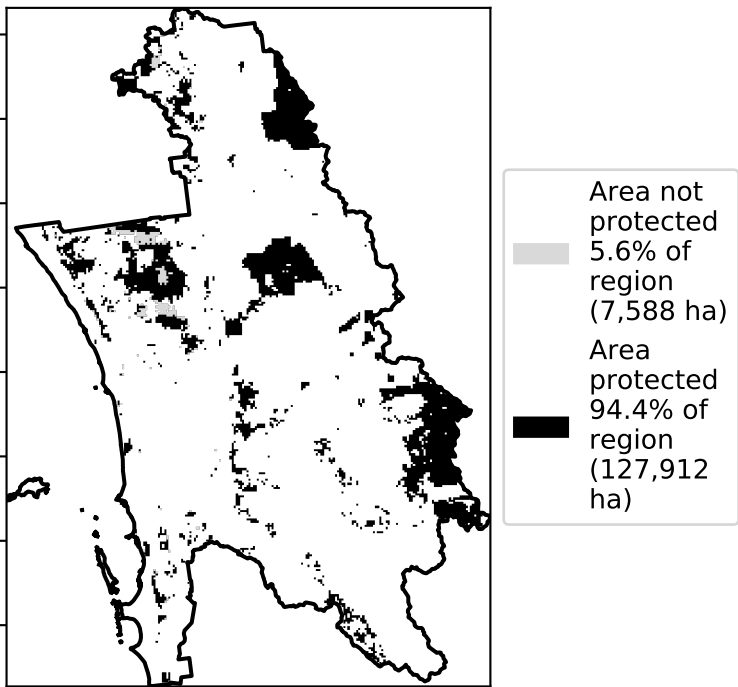 Area not
protected
5.6% of
region
(7,588 ha)
Area
protected
94.4% of
region
(127,912
ha)